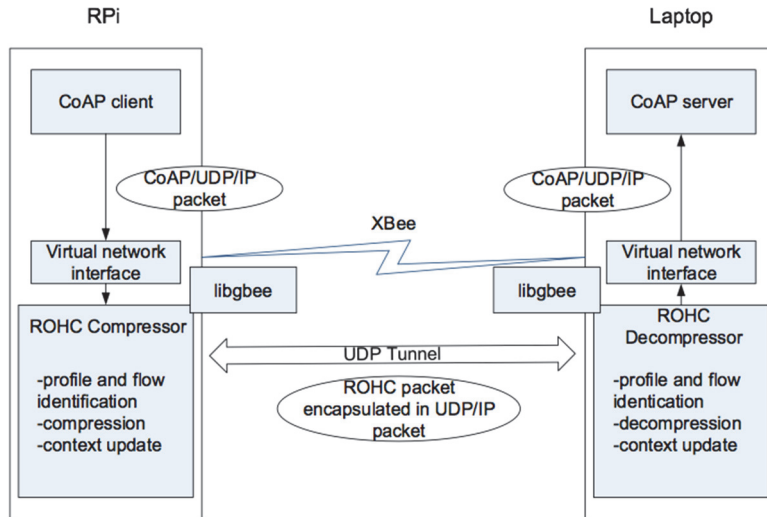 RPi
Laptop
CoAP client
CoAP server
CoAP/UDP/IP
packet
CoAP/UDP/IP
packet
XBee
Virtual network
interface
Virtual network
interface
libgbee
libgbee
ROHC Compressor
-profile and flow
identification
-compression
-context update
UDP Tunnel
ROHC packet
encapsulated in UDP/IP
packet
ROHC
Decompressor
-profile and flow
identication
-decompression
-context update